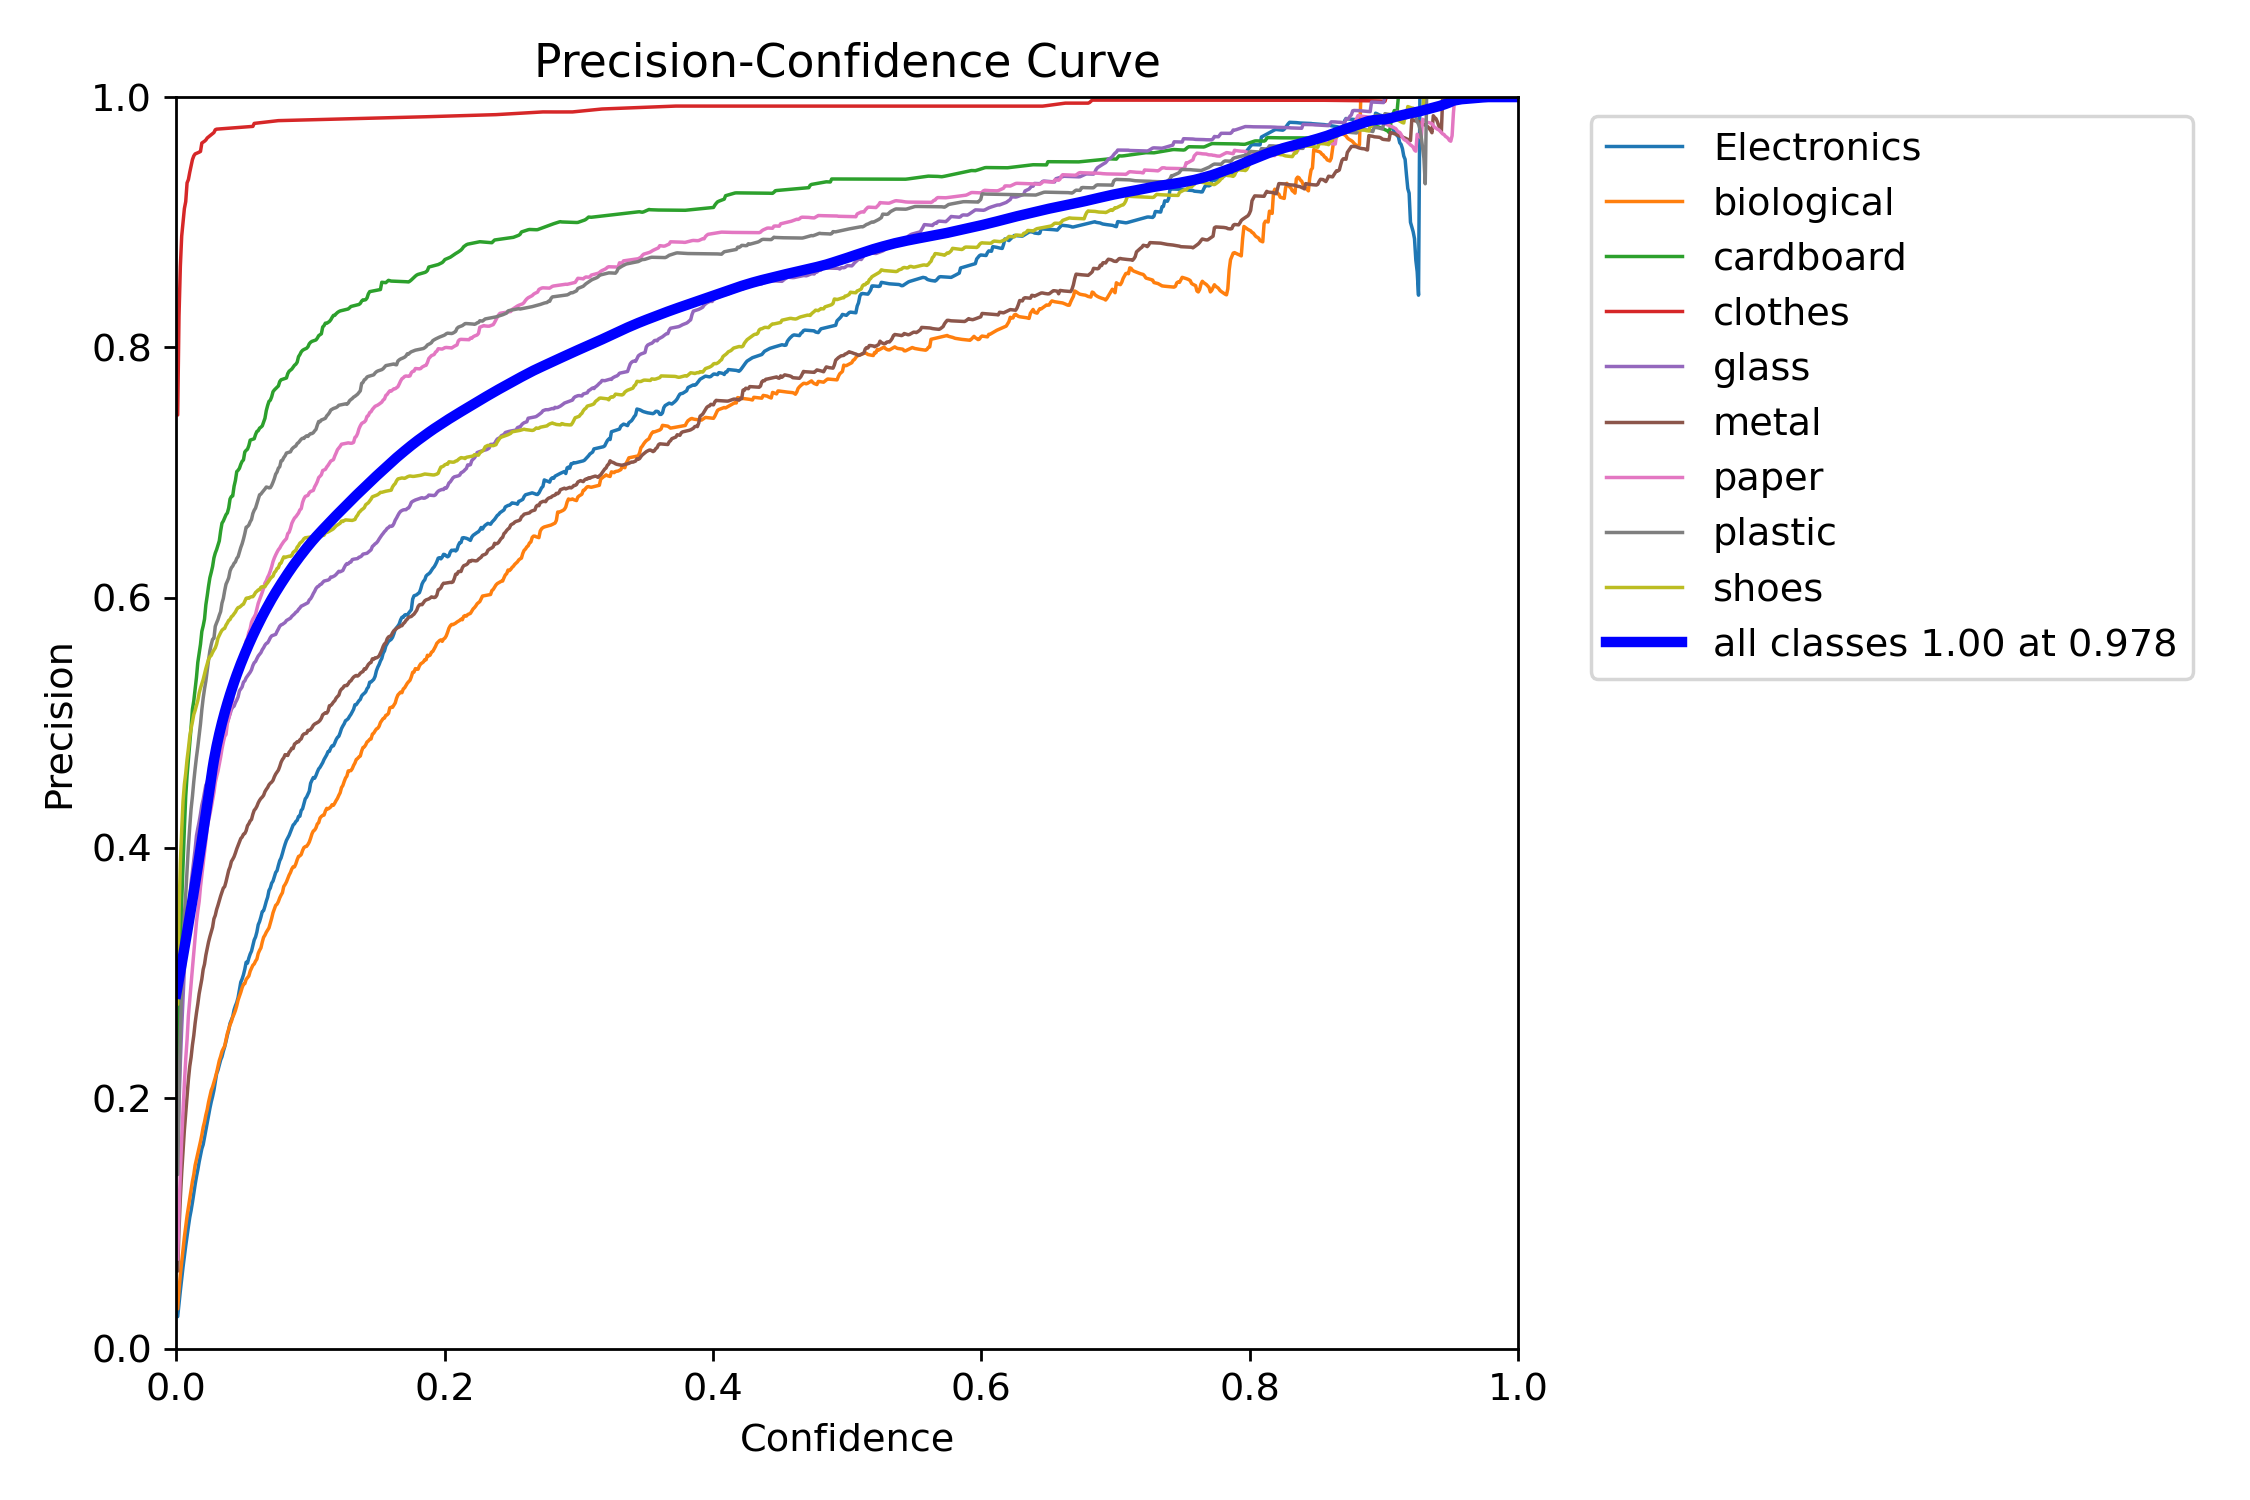 Precision-Confidence Curve
1.0
0.8
0.6
0.4
0.2
0.0
Precision
0.0 0.2 0.4 0.6 0.8 1.0
Confidence
Electronics
biological
cardboard
clothes
glass
metal
paper
plastic
shoes
all classes 1.00 at 0.978